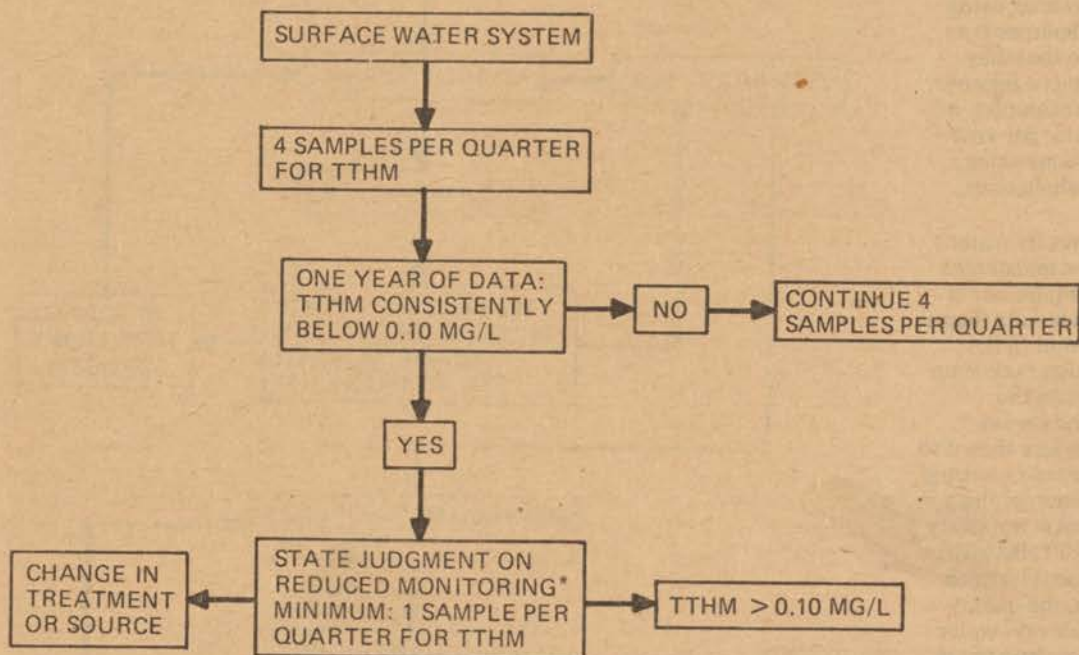 SURFACE WATER SYSTEM
4 SAMPLES PER QUARTER
FOR TTHM
ONE YEAR OF DATA:
TTHM CONSISTENTLY
BELOW 0.10 MG/L
NO
CONTINUE 4
SAMPLES PER QUARTER
YES
CHANGE IN
TREATMENT
OR SOURCE
STATE JUDGMENT ON
REDUCED MONITORING*
MINIMUM: 1 SAMPLE PER
QUARTER FOR TTHM
TTHM > 0.10 MG/L